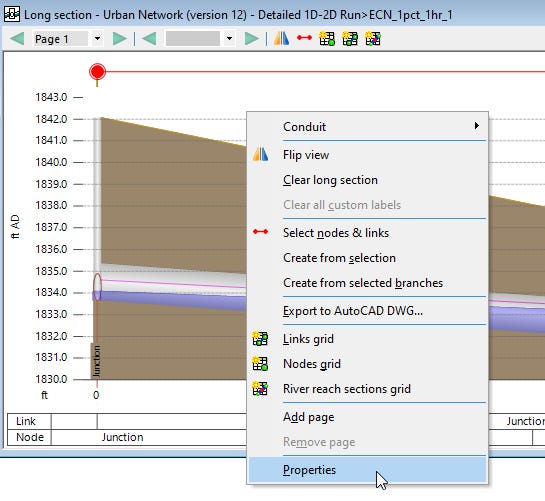 Long section - Urban Network (version 12) - Detailed 1D-2D Run>ECN_1pct_1hr_1
Page 1
1843.0
1842.0
1841.0
1840.0
1839.0
1838.0
1837.0
1836.0
1835.0
1834.0
1833.0
1832.0
1831.0
1830.0
ft AD
Junction
ft 0
Link Junctio
Node Junction
Conduit
Flip view
Clear long section
Clear all custom labels
Select nodes & links
Create from selection
Create from selected branches
Export to AutoCAD DWG...
Links grid
Nodes grid
River reach sections grid
Add page
Remove page
Properties